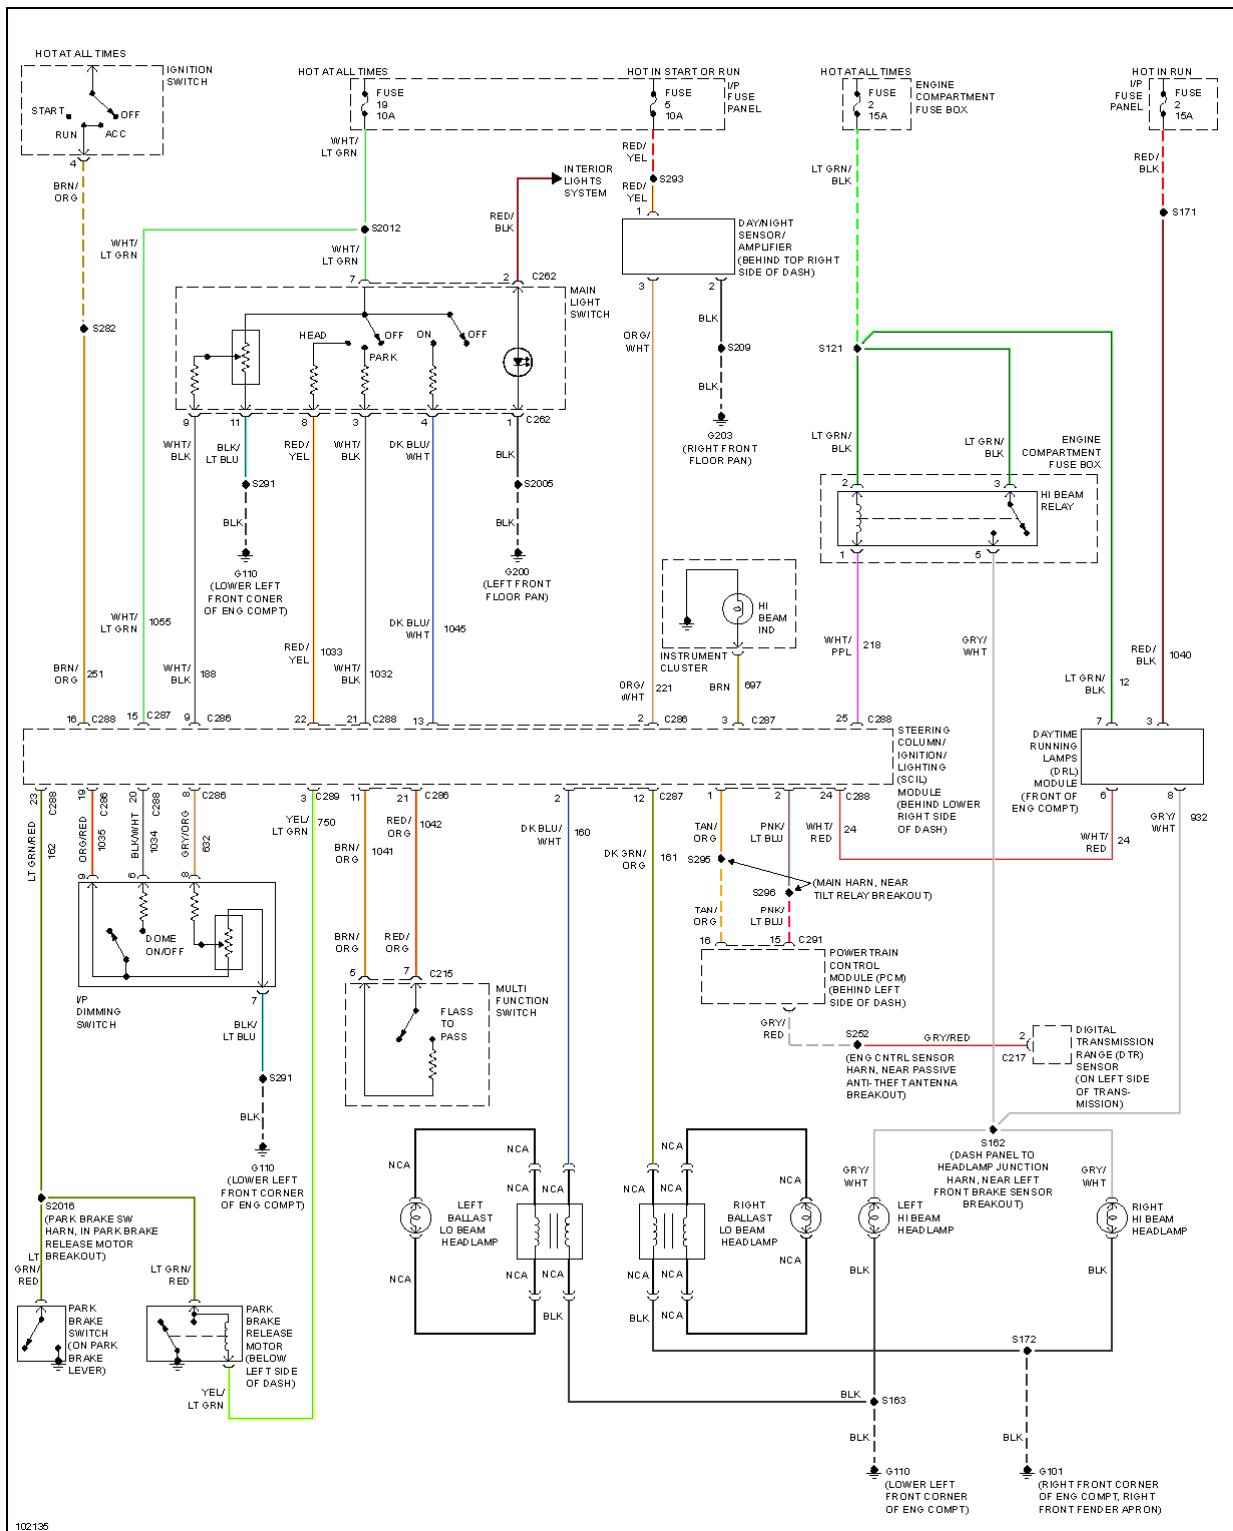 HOT AT ALL TIMES
IGNITION
SWITCH
START
OFF
RUN
ACC
4
BRN/
ORG
S282
HOT AT ALL TIMES
FUSE
19
10A
HOT IN START OR RUN
FUSE
5
10A
I/P
FUSE
PANEL
HOT AT ALL TIMES
FUSE
2
15A
ENGINE
COMPARTMENT
FUSE BOX
HOT IN RUN
I/P
FUSE
PANEL
FUSE
2
15A
WHT/
LT GRN
WHT/
LT GRN
S2012
WHT/
LT GRN
RED/
BLK
INTERIOR
LIGHTS
SYSTEM
RED/
YEL
S293
RED/
YEL
1
DAY/NIGHT
SENSOR/
AMPLIFIER
(BEHIND TOP RIGHT
SIDE OF DASH)
3
2
LT GRN/
BLK
RED/
BLK
S171
7
2
C262
MAIN
LIGHT
SWITCH
HEAD
OFF
PARK
ON
OFF
ORG/
WHT
BLK
S209
BLK
G203
(RIGHT FRONT
FLOOR PAN)
S121
9
11
8
3
4
1
C262
WHT/
BLK
BLK/
LT BLU
RED/
YEL
WHT/
BLK
DK BLU/
WHT
BLK
S291
S2005
BLK
BLK
G110
(LOWER LEFT
FRONT CONER
OF ENG COMPT)
G200
(LEFT FRONT
FLOOR PAN)
LT GRN/
BLK
LT GRN/
BLK
ENGINE
COMPARTMENT
FUSE BOX
2
3
HI BEAM
RELAY
1
5
HI
BEAM
IND
INSTRUMENT
CLUSTER
BRN/
ORG
251
WHT/
LT GRN
1055
WHT/
BLK
188
RED/
YEL
1033
WHT/
BLK
1032
DK BLU/
WHT
1045
ORG/
WHT
221
BRN
697
WHT/
PPL
218
GRY/
WHT
LT GRN/
BLK
12
RED/
BLK
1040
16
C288
15
C287
9
C286
22
21
C288
13
2
C286
3
C287
25
C288
7
3
STEERING
COLUMN/
IGNITION/
LIGHTING
(SCIL)
MODULE
(BEHIND LOWER
RIGHT SIDE
OF DASH)
DAYTIME
RUNNING
LAMPS
(DRL)
MODULE
(FRONT OF
ENG COMPT)
23
C288
19
C286
20
C288
8
C286
3
C289
11
21
C286
2
12
C287
1
2
24
C288
6
8
LT GRN/RED
162
ORG/RED
1035
BLK/WHT
1034
GRY/ORG
632
YEL/
LT GRN
750
BRN/
ORG
1041
RED/
ORG
1042
DK BLU/
WHT
160
DK GRN/
ORG
161
TAN/
ORG
PNK/
LT BLU
WHT/
RED
24
WHT/
RED
24
GRY/
WHT
932
S295
S296
(MAIN HARN, NEAR
TILT RELAY BREAKOUT)
9
6
8
DOME
ON/OFF
I/P
DIMMING
SWITCH
7
BLK/
LT BLU
S291
BLK
G110
(LOWER LEFT
FRONT CORNER
OF ENG COMPT)
BRN/
ORG
RED/
ORG
5
7
C215
FLASS
TO
PASS
MULTI
FUNCTION
SWITCH
TAN/
ORG
PNK/
LT BLU
16
15
C291
POWERTRAIN
CONTROL
MODULE (PCM)
(BEHIND LEFT
SIDE OF DASH)
GRY/
RED
S252
GRY/RED
2
C217
(ENG CNTRL SENSOR
HARN, NEAR PASSIVE
ANTI-THEFT ANTENNA
BREAKOUT)
DIGITAL
TRANSMISSION
RANGE (DTR)
SENSOR
(ON LEFT SIDE
OF TRANS-
MISSION)
S162
(DASH PANEL TO
HEADLAMP JUNCTION
HARN, NEAR LEFT
FRONT BRAKE SENSOR
BREAKOUT)
NCA
NCA
NCA
NCA
LEFT
BALLAST
LO BEAM
HEADLAMP
NCA
NCA
NCA
BLK
NCA
NCA
NCA
NCA
RIGHT
BALLAST
LO BEAM
HEADLAMP
NCA
NCA
NCA
BLK
NCA
GRY/
WHT
LEFT
HI BEAM
HEADLAMP
BLK
GRY/
WHT
RIGHT
HI BEAM
HEADLAMP
BLK
S2016
(PARK BRAKE SW
HARN, IN PARK BRAKE
RELEASE MOTOR
BREAKOUT)
LT
GRN/
RED
LT GRN/
RED
PARK
BRAKE
SWITCH
(ON PARK
BRAKE
LEVER)
PARK
BRAKE
RELEASE
MOTOR
(BELOW
LEFT SIDE
OF DASH)
YEL/
LT GRN
S172
BLK
S163
BLK
BLK
G110
(LOWER LEFT
FRONT CORNER
OF ENG COMPT)
G101
(RIGHT FRONT CORNER
OF ENG COMPT, RIGHT
FRONT FENDER APRON)
102135